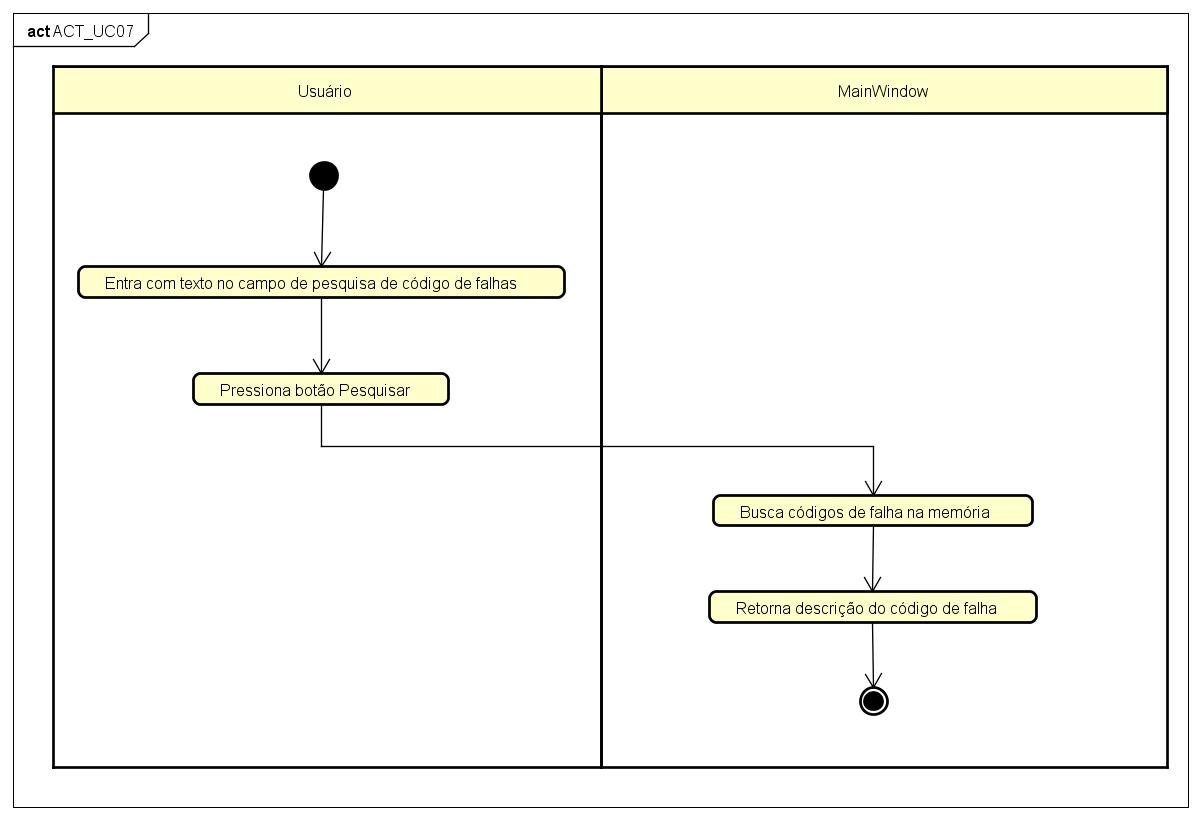 act ACT_UC07
Usuário
MainWindow
Entra com texto no campo de pesquisa de código de falhas
Pressiona botão Pesquisar
Busca códigos de falha na memória
Retorna descrição do código de falha